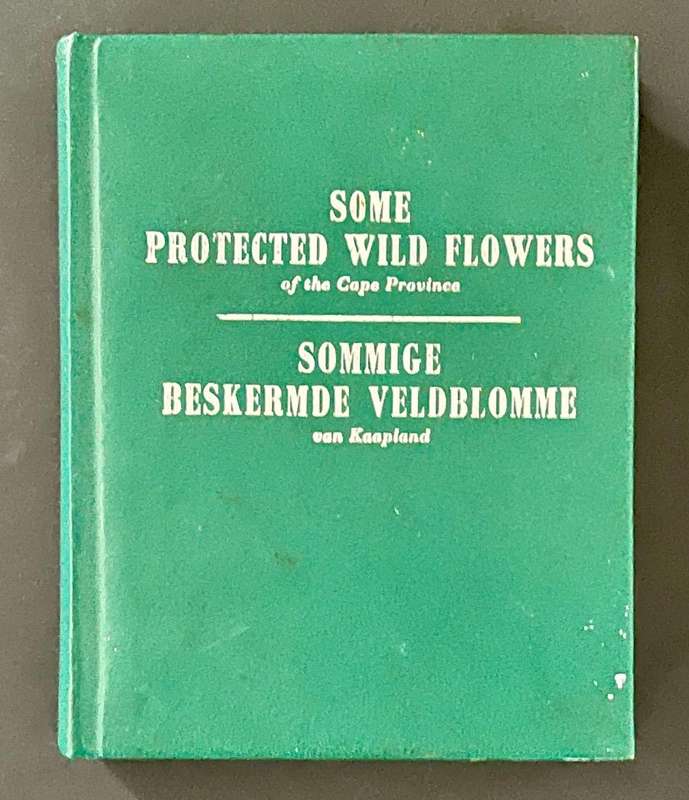 SOME
PROTECTED WILD FLOWERS
of the Cape Province
SOMMIGE
BESKERMDE VELDBLOMME
van Kaapland